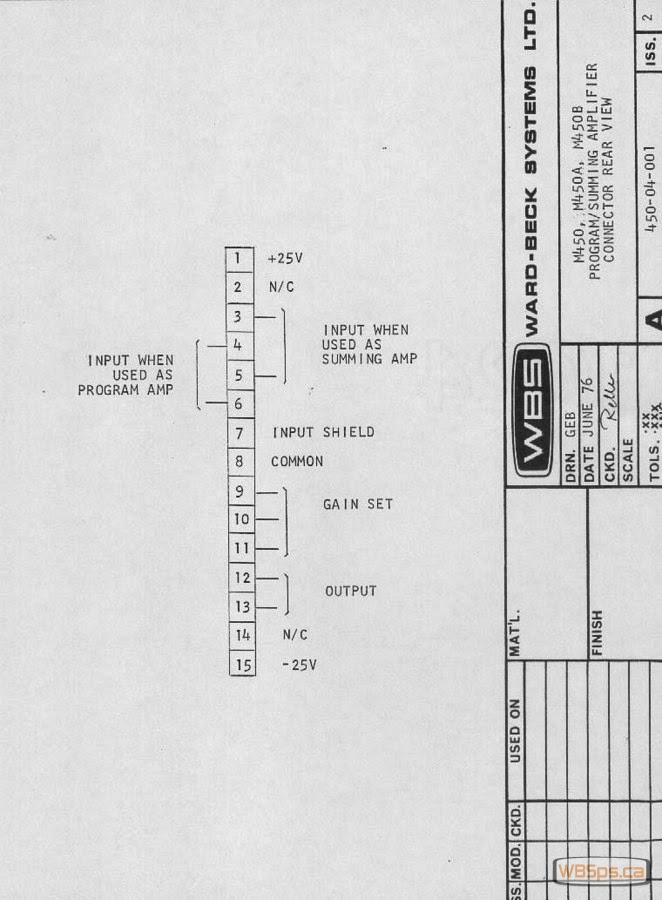 1 +25V
2 N/C
3
4
5
6
INPUT WHEN
USED AS
SUMMING AMP
INPUT WHEN
USED AS
PROGRAM AMP
7 INPUT SHIELD
8 COMMON
9
10
11
GAIN SET
12
13
OUTPUT
14 N/C
15 -25V
WBS WARD-BECK SYSTEMS LTD.
M450, M450A, M450B
PROGRAM/SUMMING AMPLIFIER
CONNECTOR REAR VIEW
DRN. GEB
DATE JUNE 76
CKD.
SCALE
TOLS. .XX
.XXX
A 450-04-001 ISS. 2
MAT'L.
FINISH
USED ON
CKD.
MOD.
WBSps.ca